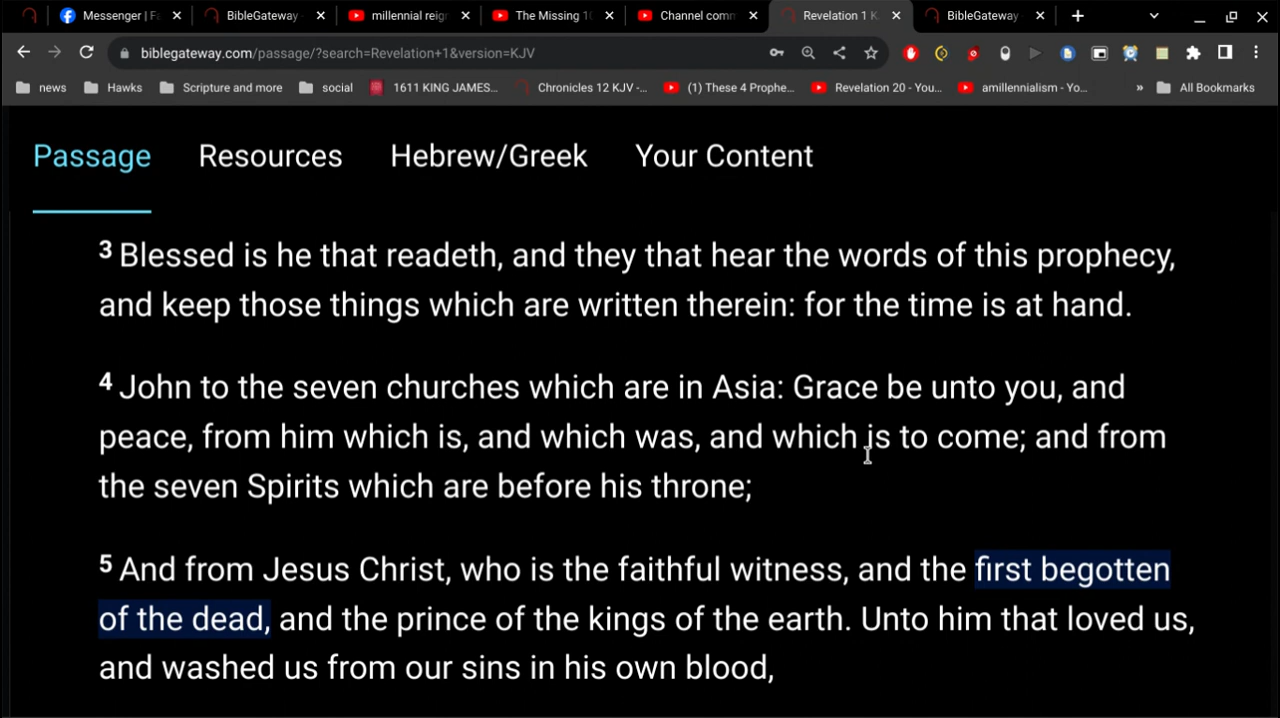 Messenger | Fa
BibleGateway -
millennial reig
The Missing 10
Channel comm
Revelation 1 K
BibleGateway
biblegateway.com/passage/?search=Revelation+1&version=KJV
news
Hawks
Scripture and more
social
1611 KING JAMES...
Chronicles 12 KJV -...
(1) These 4 Prophe...
Revelation 20 - You...
amillennialism - Yo...
»
All Bookmarks
Passage
Resources
Hebrew/Greek
Your Content
3 Blessed is he that readeth, and they that hear the words of this prophecy,
and keep those things which are written therein: for the time is at hand.
4 John to the seven churches which are in Asia: Grace be unto you, and
peace, from him which is, and which was, and which is to come; and from
the seven Spirits which are before his throne;
5 And from Jesus Christ, who is the faithful witness, and the first begotten
of the dead, and the prince of the kings of the earth. Unto him that loved us,
and washed us from our sins in his own blood,